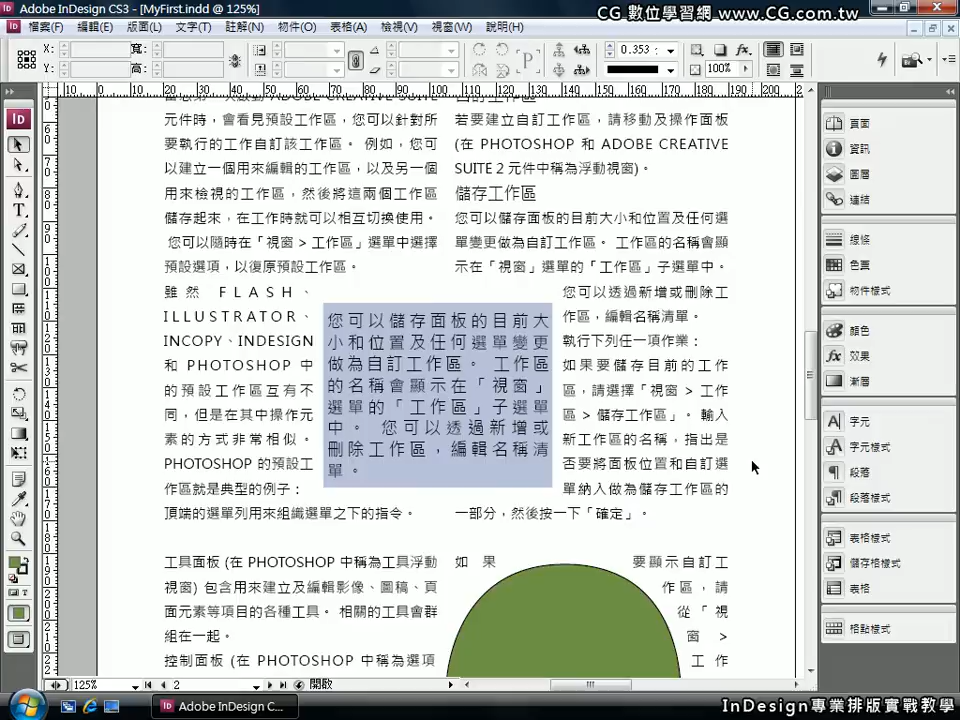 Adobe InDesign CS3 - [MyFirst.indd @ 125%]
CG 數位學習網 www.CG.com.tw
檔案(F) 編輯(E) 版面(L) 文字(T) 註解(N) 物件(O) 表格(A) 檢視(V) 視窗(W) 說明(H)
X: 寬: 0.353
Y: 高: 100%
10 0 10 20 30 40 50 60 70 80 90 100 110 120 130 140 150 160 170 180 190 200
元件時，會看見預設工作區，您可以針對所
要執行的工作自訂該工作區。 例如，您可
以建立一個用來編輯的工作區，以及另一個
用來檢視的工作區，然後將這兩個工作區
儲存起來，在工作時就可以相互切換使用。
您可以隨時在「視窗 > 工作區」選單中選擇
預設選項，以復原預設工作區。
雖然 FLASH、
ILLUSTRATOR、
INCOPY、INDESIGN
和 PHOTOSHOP 中
的預設工作區互有不
同，但是在其中操作元
素的方式非常相似。
PHOTOSHOP 的預設工
作區就是典型的例子：
頂端的選單列用來組織選單之下的指令。
工具面板 (在 PHOTOSHOP 中稱為工具浮動
視窗) 包含用來建立及編輯影像、圖稿、頁
面元素等項目的各種工具。 相關的工具會群
組在一起。
控制面板 (在 PHOTOSHOP 中稱為選項
您可以儲存面板的目前大
小和位置及任何選單變更
做為自訂工作區。 工作區
的名稱會顯示在「視窗」
選單的「工作區」子選單
中。 您可以透過新增或
刪除工作區，編輯名稱清
單。
若要建立自訂工作區，請移動及操作面板
(在 PHOTOSHOP 和 ADOBE CREATIVE
SUITE 2 元件中稱為浮動視窗)。
儲存工作區
您可以儲存面板的目前大小和位置及任何選
單變更做為自訂工作區。 工作區的名稱會顯
示在「視窗」選單的「工作區」子選單中。
您可以透過新增或刪除工
作區，編輯名稱清單。
執行下列任一項作業：
如果要儲存目前的工作
區，請選擇「視窗 > 工作
區 > 儲存工作區」。 輸入
新工作區的名稱，指出是
否要將面板位置和自訂選
單納入做為儲存工作區的
一部分，然後按一下「確定」。
如果 要顯示自訂工
作區，請
從「視
窗 >
工作
頁面
資訊
圖層
連結
線條
色票
物件樣式
顏色
效果
漸層
字元
字元樣式
段落
段落樣式
表格樣式
儲存格樣式
表格
格點樣式
125% 2 開啟
Adobe InDesign C...
InDesign專業排版實戰教學